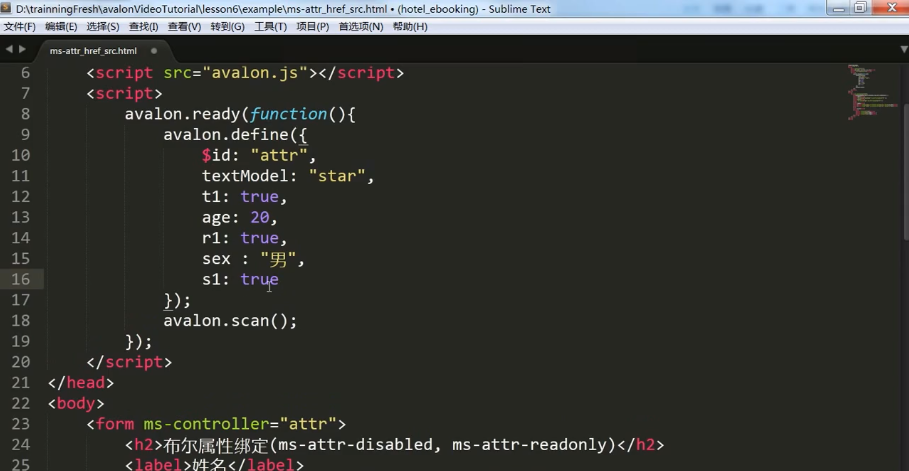 D:\trainningFresh\avalonVideoTutorial\lesson6\example\ms-attr_href_src.html • (hotel_ebooking) - Sublime Text
文件(F) 编辑(E) 选择(S) 查找(I) 查看(V) 转到(G) 工具(T) 项目(P) 首选项(N) 帮助(H)
ms-attr_href_src.html
6 <script src="avalon.js"></script>
7 <script>
8 avalon.ready(function(){
9 avalon.define({
10 $id: "attr",
11 textModel: "star",
12 t1: true,
13 age: 20,
14 r1: true,
15 sex : "男",
16 s1: true
17 });
18 avalon.scan();
19 });
20 </script>
21 </head>
22 <body>
23 <form ms-controller="attr">
24 <h2>布尔属性绑定(ms-attr-disabled, ms-attr-readonly)</h2>
25 <label>姓名</label>